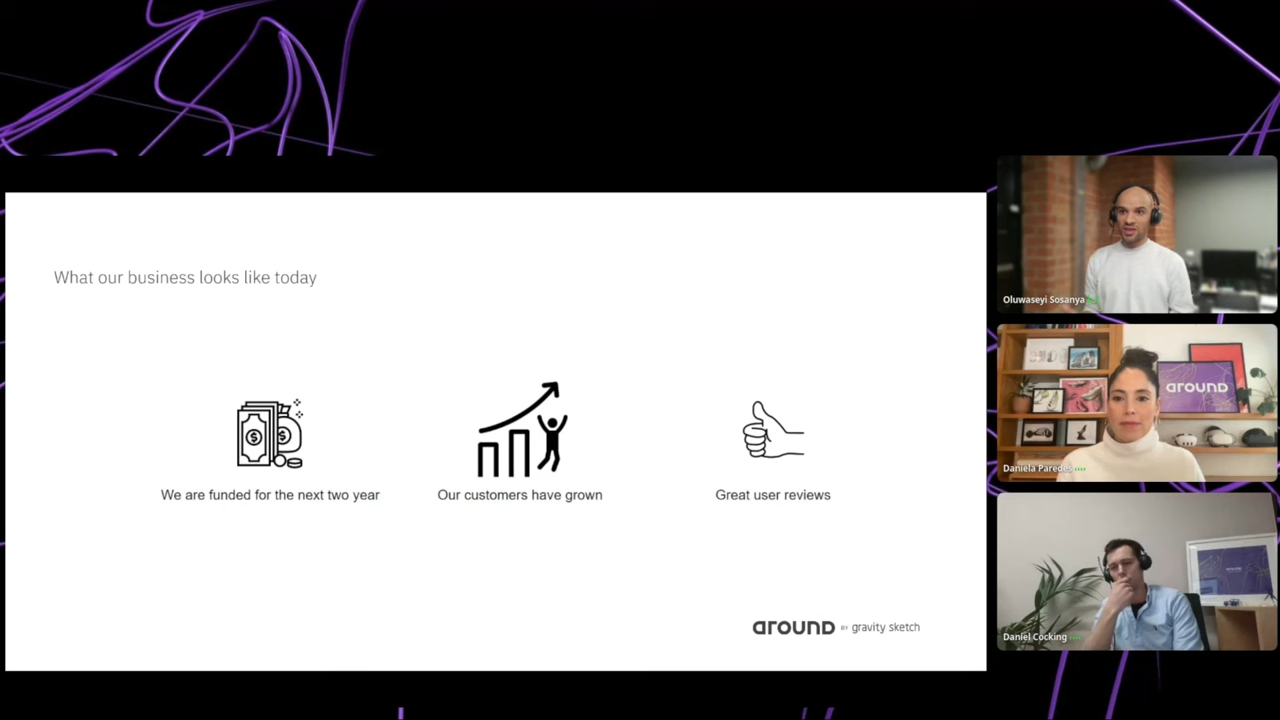 What our business looks like today
We are funded for the next two year
Our customers have grown
Great user reviews
around BY gravity sketch
Oluwaseyi Sosanya
around
Daniela Paredes
Daniel Cocking